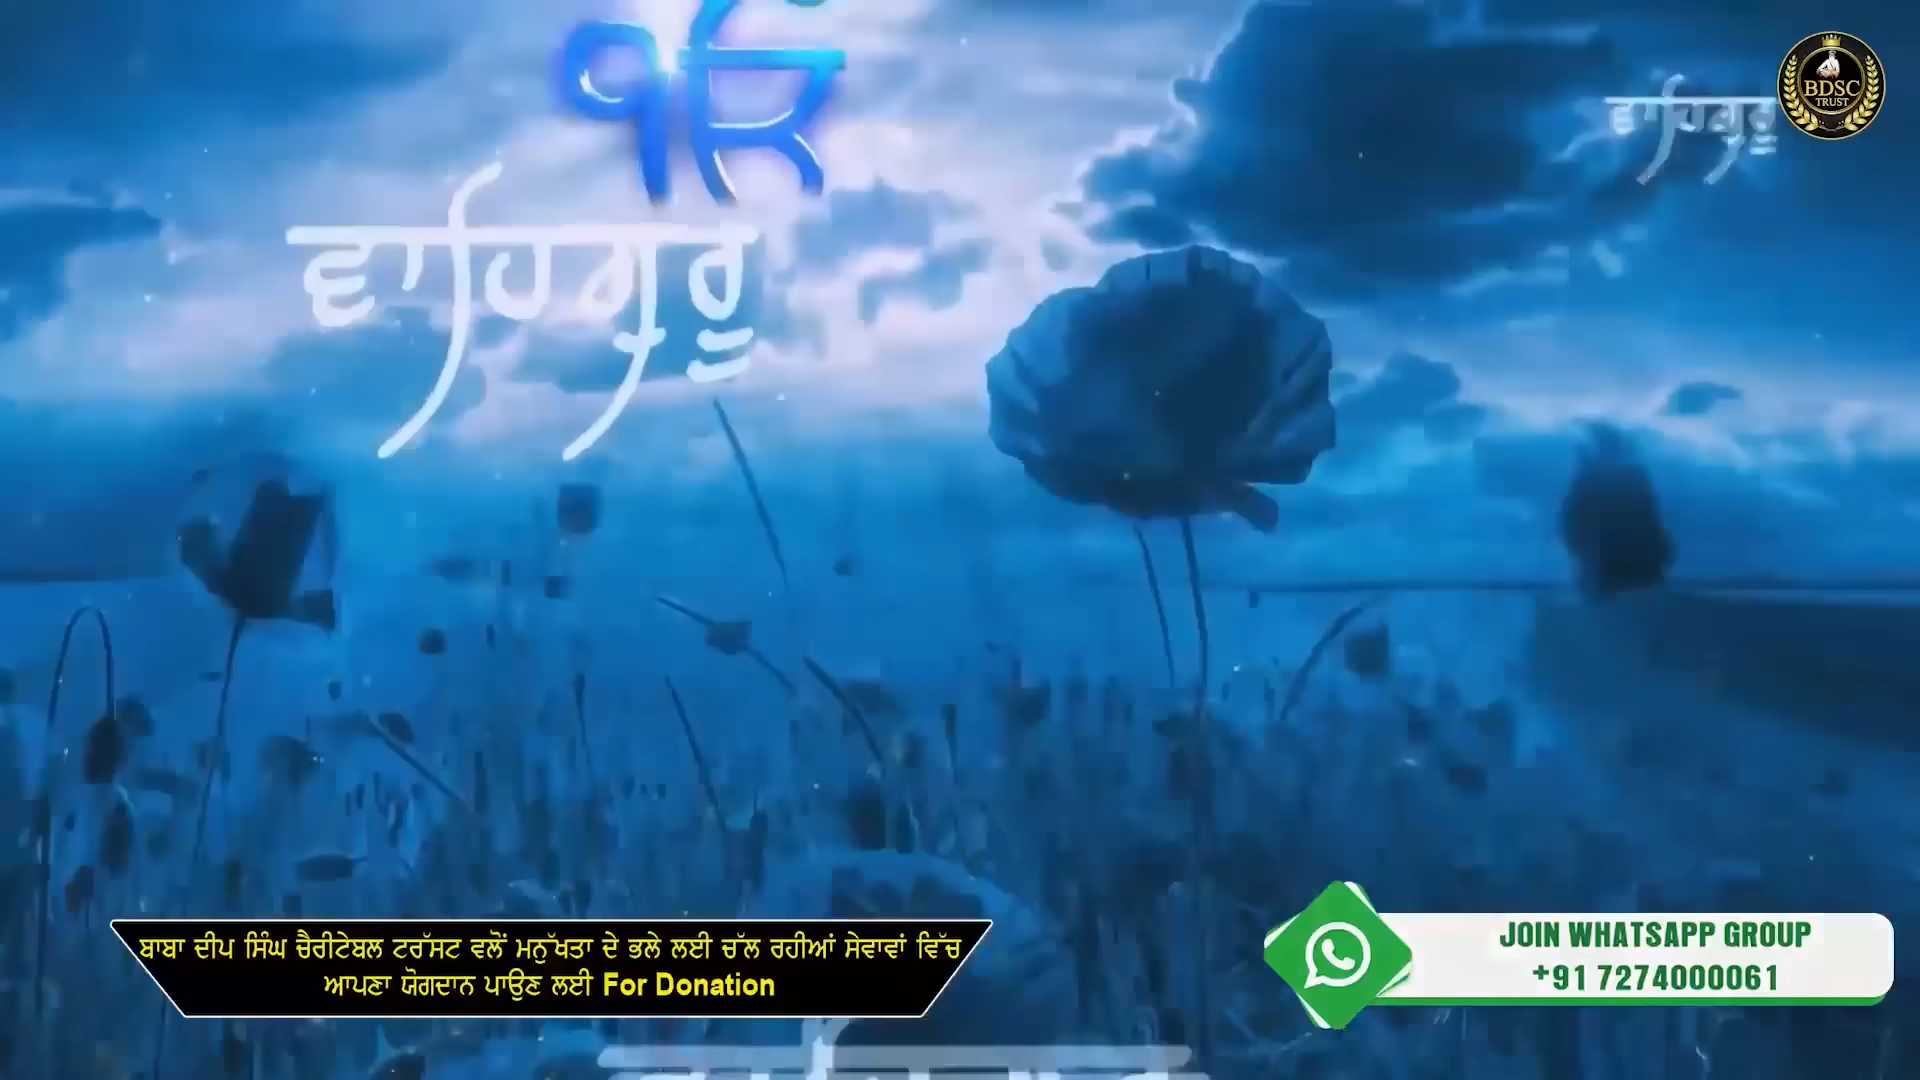 ੴ
ਵਾਹਿਗੁਰੂ
ਵਾਹਿਗੁਰੂ
BDSC
TRUST
ਬਾਬਾ ਦੀਪ ਸਿੰਘ ਚੈਰੀਟੇਬਲ ਟਰੱਸਟ ਵਲੋਂ ਮਨੁੱਖਤਾ ਦੇ ਭਲੇ ਲਈ ਚੱਲ ਰਹੀਆਂ ਸੇਵਾਵਾਂ ਵਿੱਚ
ਆਪਣਾ ਯੋਗਦਾਨ ਪਾਉਣ ਲਈ For Donation
JOIN WHATSAPP GROUP
+91 7274000061